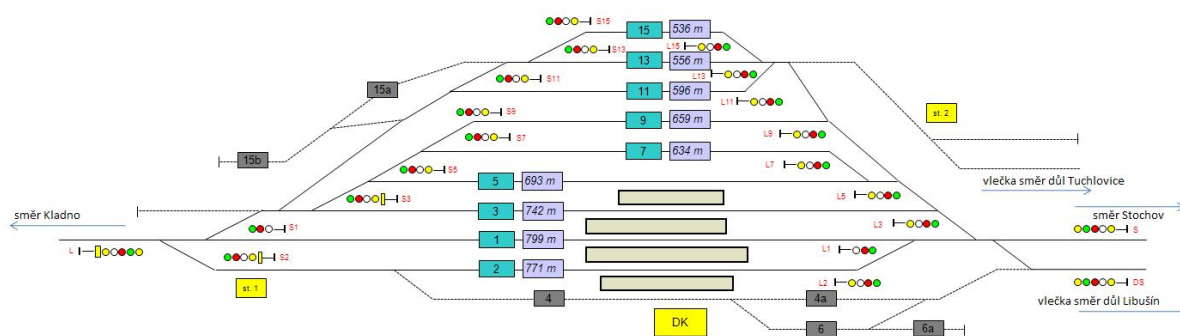 S15
15
536 m
L15
S13
13
556 m
L13
15a
S11
11
596 m
L11
S9
9
659 m
L9
st. 2
S7
7
634 m
L7
15b
S5
5
693 m
L5
vlečka směr důl Tuchlovice
směr Kladno
S3
3
742 m
L3
směr Stochov
S1
1
799 m
L1
S
L
S2
2
771 m
L2
DS
st. 1
4
4a
vlečka směr důl Libušín
DK
6
6a